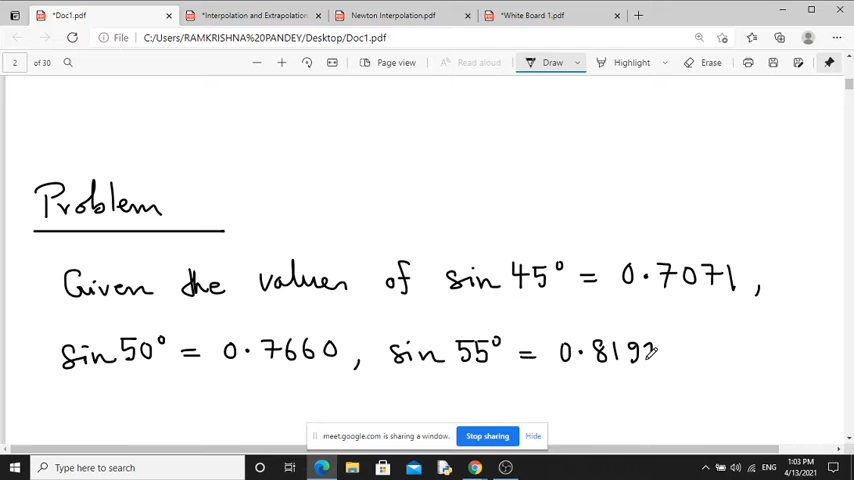 *Doc1.pdf
*Interpolation and Extrapolation.
Newton Interpolation.pdf
*White Board 1.pdf
File C:/Users/RAMKRISHNA%20PANDEY/Desktop/Doc1.pdf
2 of 30 Page view Read aloud Draw Highlight Erase
Problem
Given the values of sin 45° = 0.7071,
sin 50° = 0.7660, sin 55° = 0.8192
meet.google.com is sharing a window. Stop sharing Hide
Type here to search
ENG
1:03 PM
4/13/2021